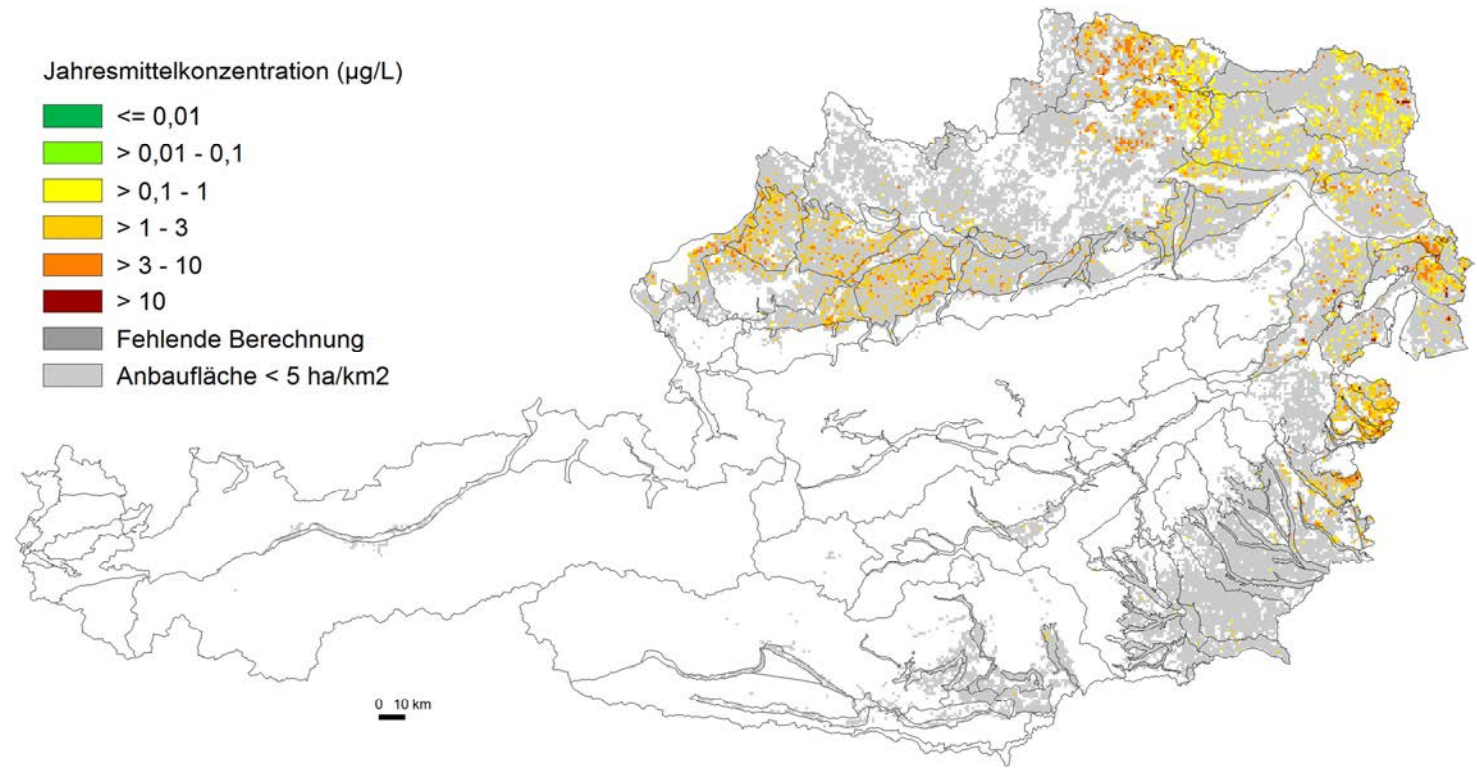 Jahresmittelkonzentration (µg/L)
<= 0,01
> 0,01 - 0,1
> 0,1 - 1
> 1 - 3
> 3 - 10
> 10
Fehlende Berechnung
Anbaufläche < 5 ha/km2
0 10 km